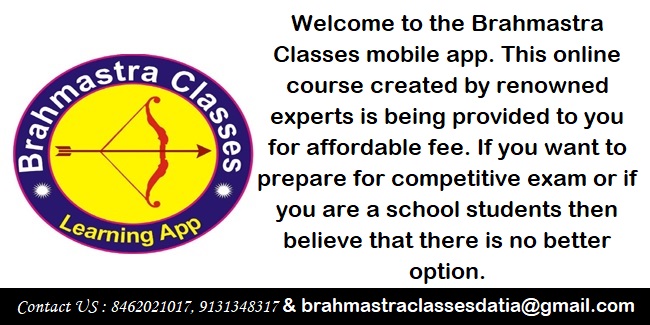 Brahmastra Classes
Learning App
Welcome to the Brahmastra
Classes mobile app. This online
course created by renowned
experts is being provided to you
for affordable fee. If you want to
prepare for competitive exam or if
you are a school students then
believe that there is no better
option.
Contact US : 8462021017, 9131348317 & brahmastraclassesdatia@gmail.com